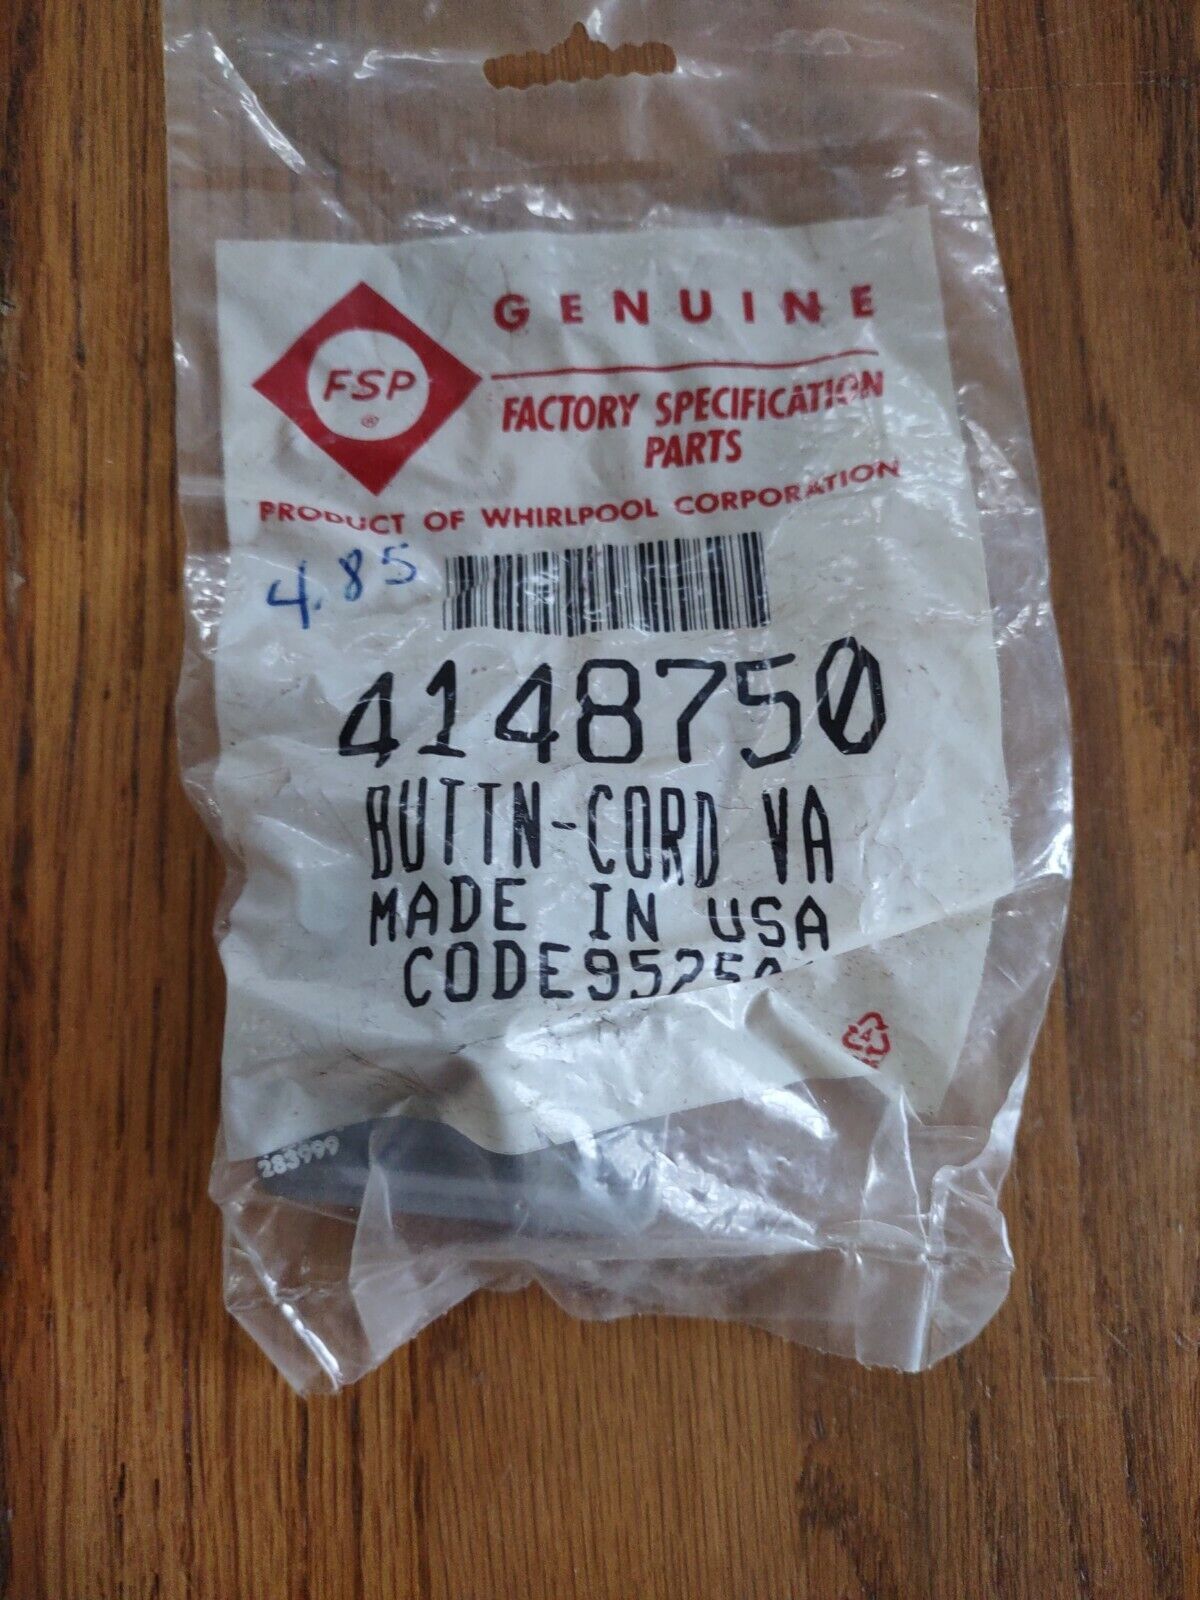 FSP
®
GENUINE
FACTORY SPECIFICATION
PARTS
PRODUCT OF WHIRLPOOL CORPORATION
4.85
4148750
BUTTN-CORD VA
MADE IN USA
CODE95250
283999